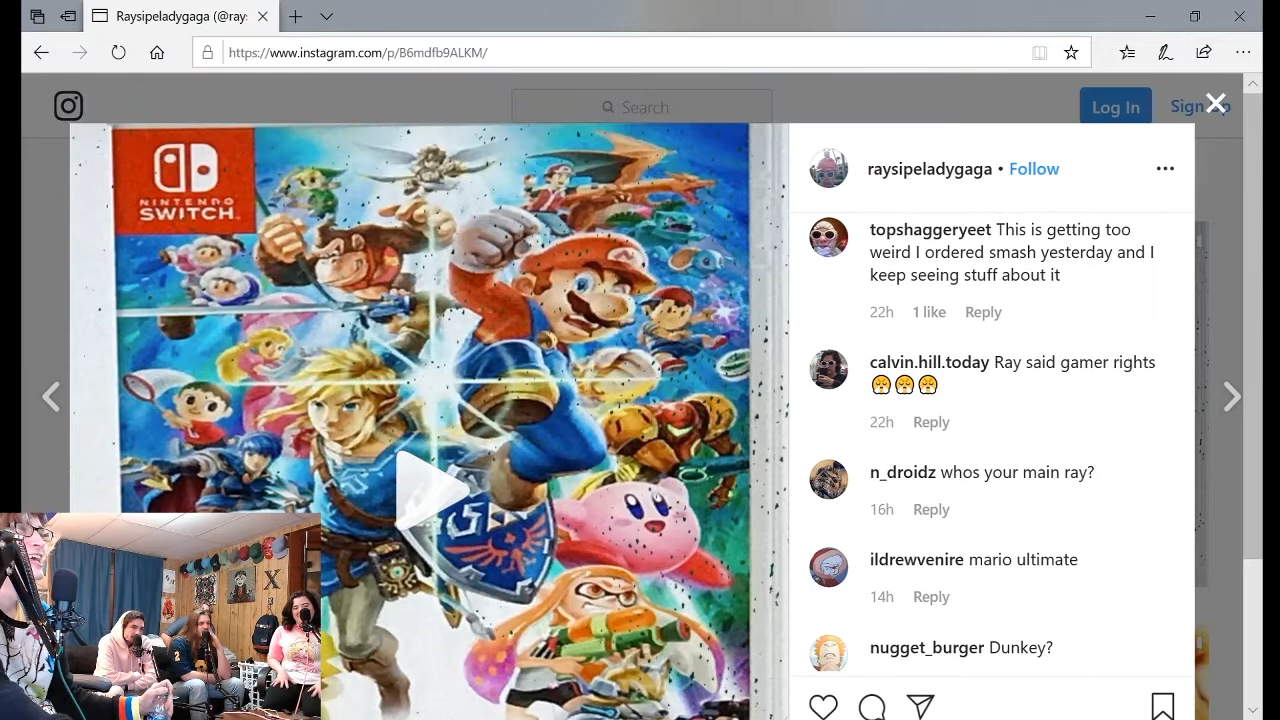 Raysipeladygaga (@ray
https://www.instagram.com/p/B6mdfb9ALKM/
Search
Log In
Sign
NINTENDO
SWITCH
raysipeladygaga • Follow
topshaggeryeet This is getting too
weird I ordered smash yesterday and I
keep seeing stuff about it
22h 1 like Reply
calvin.hill.today Ray said gamer rights
22h Reply
n_droidz whos your main ray?
16h Reply
ildrewvenire mario ultimate
14h Reply
nugget_burger Dunkey?
X